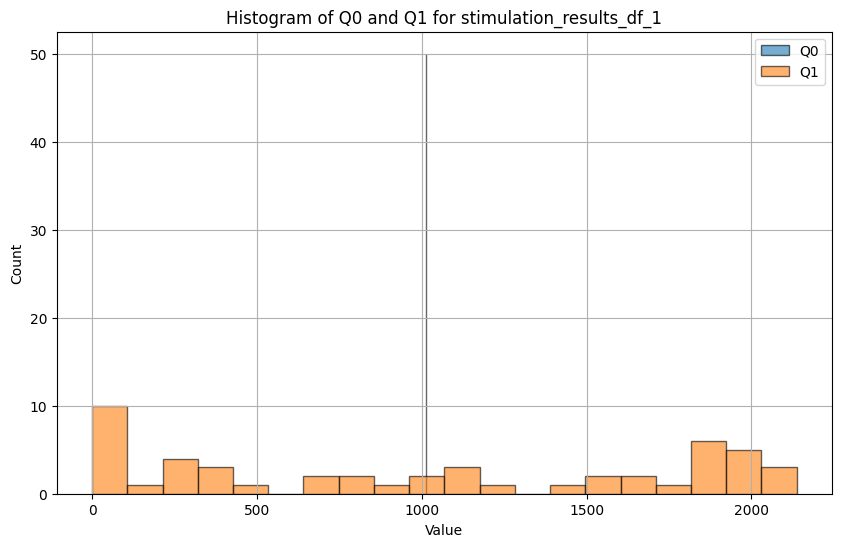 Histogram of Q0 and Q1 for stimulation_results_df_1
Q0
Q1
50
40
30
20
10
0
Count
0 500 1000 1500 2000
Value